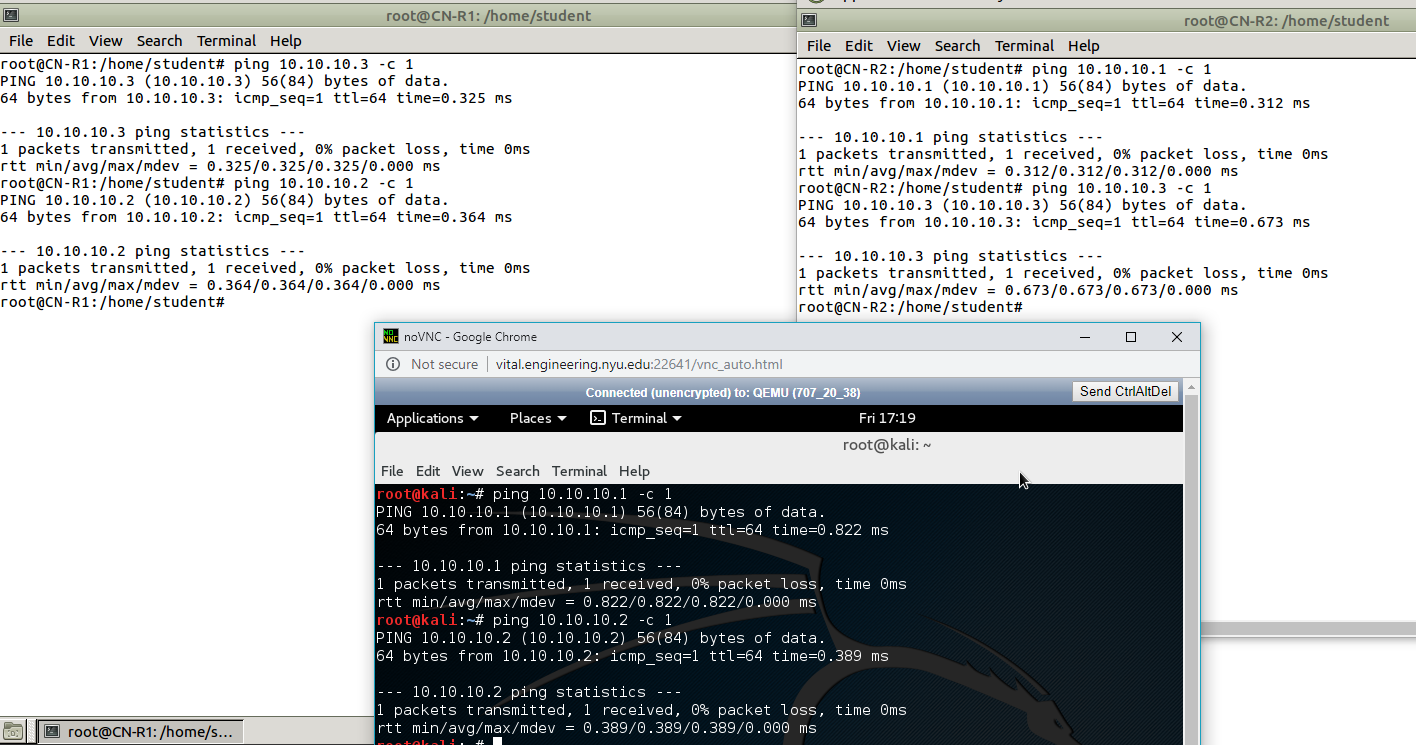 root@CN-R1: /home/student
File Edit View Search Terminal Help
root@CN-R1:/home/student# ping 10.10.10.3 -c 1
PING 10.10.10.3 (10.10.10.3) 56(84) bytes of data.
64 bytes from 10.10.10.3: icmp_seq=1 ttl=64 time=0.325 ms
--- 10.10.10.3 ping statistics ---
1 packets transmitted, 1 received, 0% packet loss, time 0ms
rtt min/avg/max/mdev = 0.325/0.325/0.325/0.000 ms
root@CN-R1:/home/student# ping 10.10.10.2 -c 1
PING 10.10.10.2 (10.10.10.2) 56(84) bytes of data.
64 bytes from 10.10.10.2: icmp_seq=1 ttl=64 time=0.364 ms
--- 10.10.10.2 ping statistics ---
1 packets transmitted, 1 received, 0% packet loss, time 0ms
rtt min/avg/max/mdev = 0.364/0.364/0.364/0.000 ms
root@CN-R1:/home/student#
root@CN-R2: /home/student
File Edit View Search Terminal Help
root@CN-R2:/home/student# ping 10.10.10.1 -c 1
PING 10.10.10.1 (10.10.10.1) 56(84) bytes of data.
64 bytes from 10.10.10.1: icmp_seq=1 ttl=64 time=0.312 ms
--- 10.10.10.1 ping statistics ---
1 packets transmitted, 1 received, 0% packet loss, time 0ms
rtt min/avg/max/mdev = 0.312/0.312/0.312/0.000 ms
root@CN-R2:/home/student# ping 10.10.10.3 -c 1
PING 10.10.10.3 (10.10.10.3) 56(84) bytes of data.
64 bytes from 10.10.10.3: icmp_seq=1 ttl=64 time=0.673 ms
--- 10.10.10.3 ping statistics ---
1 packets transmitted, 1 received, 0% packet loss, time 0ms
rtt min/avg/max/mdev = 0.673/0.673/0.673/0.000 ms
root@CN-R2:/home/student#
noVNC - Google Chrome
Not secure vital.engineering.nyu.edu:22641/vnc_auto.html
Connected (unencrypted) to: QEMU (707_20_38) Send CtrlAltDel
Applications Places Terminal Fri 17:19
root@kali: ~
File Edit View Search Terminal Help
root@kali:~# ping 10.10.10.1 -c 1
PING 10.10.10.1 (10.10.10.1) 56(84) bytes of data.
64 bytes from 10.10.10.1: icmp_seq=1 ttl=64 time=0.822 ms
--- 10.10.10.1 ping statistics ---
1 packets transmitted, 1 received, 0% packet loss, time 0ms
rtt min/avg/max/mdev = 0.822/0.822/0.822/0.000 ms
root@kali:~# ping 10.10.10.2 -c 1
PING 10.10.10.2 (10.10.10.2) 56(84) bytes of data.
64 bytes from 10.10.10.2: icmp_seq=1 ttl=64 time=0.389 ms
--- 10.10.10.2 ping statistics ---
1 packets transmitted, 1 received, 0% packet loss, time 0ms
rtt min/avg/max/mdev = 0.389/0.389/0.389/0.000 ms
root@kali:~#
root@CN-R1: /home/s...